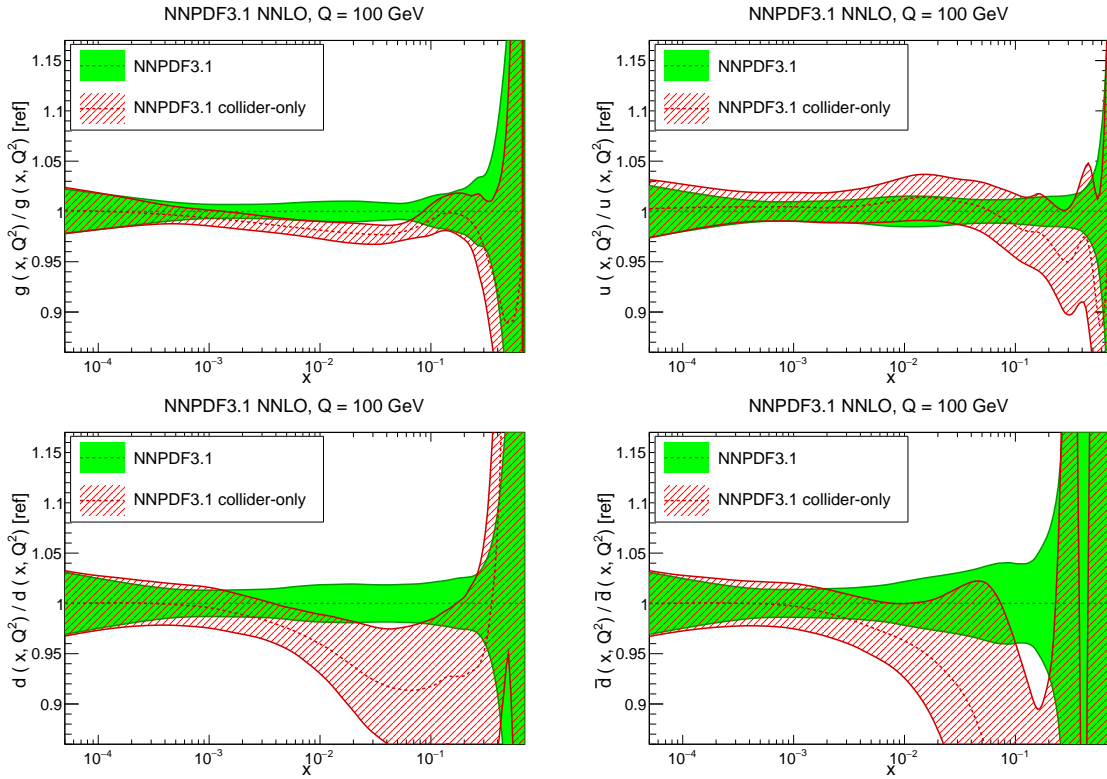 NNPDF3.1 NNLO, Q = 100 GeV
g ( x, Q²) / g ( x, Q²) [ref]
1.15
1.1
1.05
1
0.95
0.9
NNPDF3.1
NNPDF3.1 collider-only
10⁻⁴ 10⁻³ 10⁻² 10⁻¹
x
NNPDF3.1 NNLO, Q = 100 GeV
u ( x, Q²) / u ( x, Q²) [ref]
1.15
1.1
1.05
1
0.95
0.9
NNPDF3.1
NNPDF3.1 collider-only
10⁻⁴ 10⁻³ 10⁻² 10⁻¹
x
NNPDF3.1 NNLO, Q = 100 GeV
d ( x, Q²) / d ( x, Q²) [ref]
1.15
1.1
1.05
1
0.95
0.9
NNPDF3.1
NNPDF3.1 collider-only
10⁻⁴ 10⁻³ 10⁻² 10⁻¹
x
NNPDF3.1 NNLO, Q = 100 GeV
d̅ ( x, Q²) / d̅ ( x, Q²) [ref]
1.15
1.1
1.05
1
0.95
0.9
NNPDF3.1
NNPDF3.1 collider-only
10⁻⁴ 10⁻³ 10⁻² 10⁻¹
x